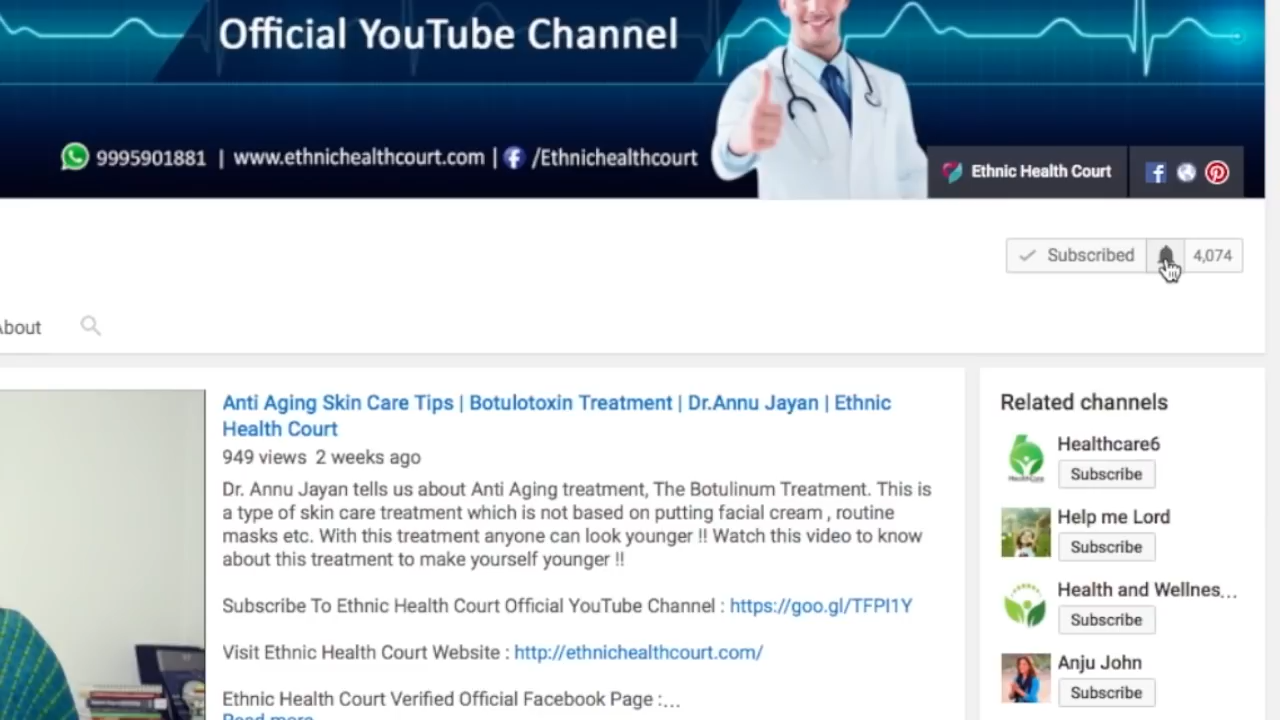 Official YouTube Channel
9995901881 | www.ethnichealthcourt.com | /Ethnichealthcourt
Ethnic Health Court
Subscribed 4,074
About
Anti Aging Skin Care Tips | Botulotoxin Treatment | Dr.Annu Jayan | Ethnic
Health Court
949 views 2 weeks ago
Dr. Annu Jayan tells us about Anti Aging treatment, The Botulinum Treatment. This is
a type of skin care treatment which is not based on putting facial cream , routine
masks etc. With this treatment anyone can look younger !! Watch this video to know
about this treatment to make yourself younger !!
Subscribe To Ethnic Health Court Official YouTube Channel : https://goo.gl/TFPI1Y
Visit Ethnic Health Court Website : http://ethnichealthcourt.com/
Ethnic Health Court Verified Official Facebook Page :...
Read more
Related channels
Healthcare6
Subscribe
Help me Lord
Subscribe
Health and Wellnes...
Subscribe
Anju John
Subscribe